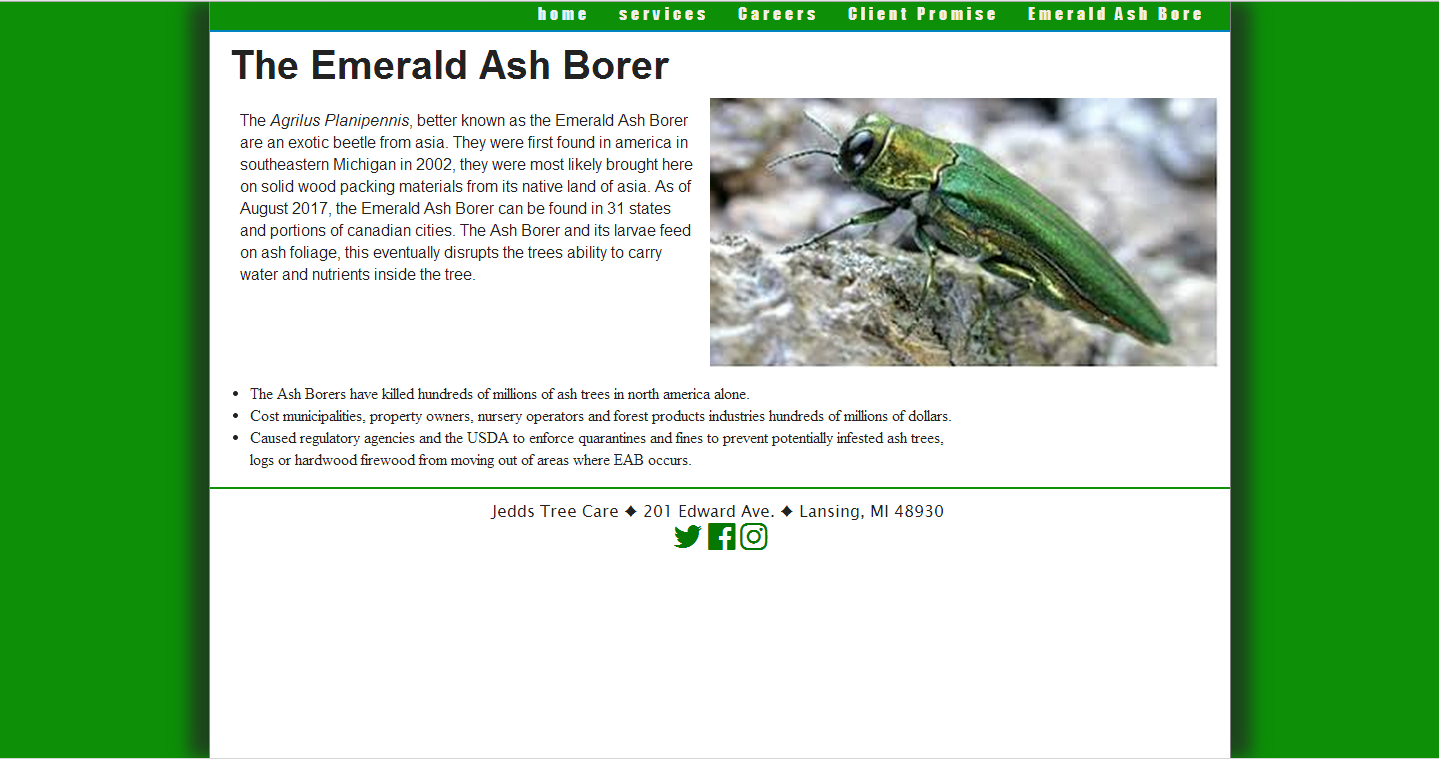 home services Careers Client Promise Emerald Ash Bore
The Emerald Ash Borer
The Agrilus Planipennis, better known as the Emerald Ash Borer
are an exotic beetle from asia. They were first found in america in
southeastern Michigan in 2002, they were most likely brought here
on solid wood packing materials from its native land of asia. As of
August 2017, the Emerald Ash Borer can be found in 31 states
and portions of canadian cities. The Ash Borer and its larvae feed
on ash foliage, this eventually disrupts the trees ability to carry
water and nutrients inside the tree.
• The Ash Borers have killed hundreds of millions of ash trees in north america alone.
• Cost municipalities, property owners, nursery operators and forest products industries hundreds of millions of dollars.
• Caused regulatory agencies and the USDA to enforce quarantines and fines to prevent potentially infested ash trees,
logs or hardwood firewood from moving out of areas where EAB occurs.
Jedds Tree Care ◆ 201 Edward Ave. ◆ Lansing, MI 48930